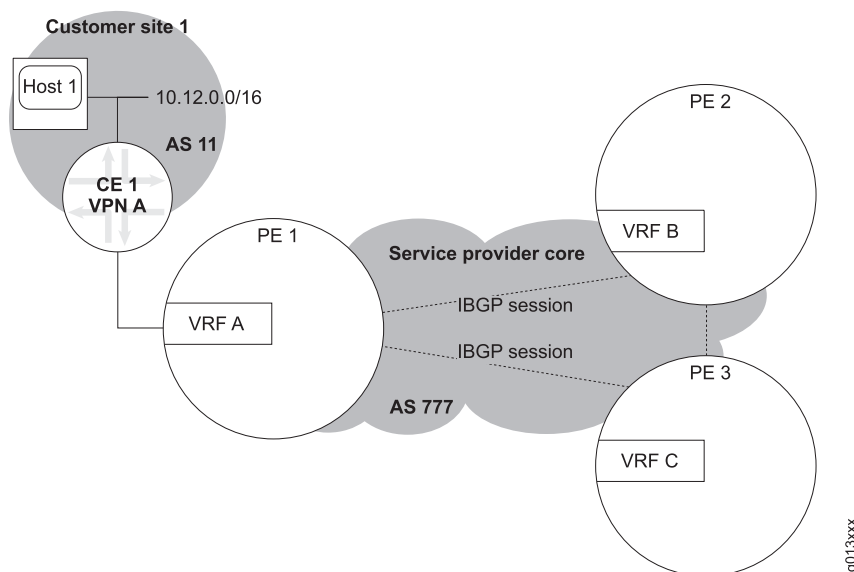 Customer site 1
Host 1
10.12.0.0/16
AS 11
CE 1
VPN A
PE 1
VRF A
Service provider core
IBGP session
IBGP session
AS 777
PE 2
VRF B
PE 3
VRF C
g013xxx